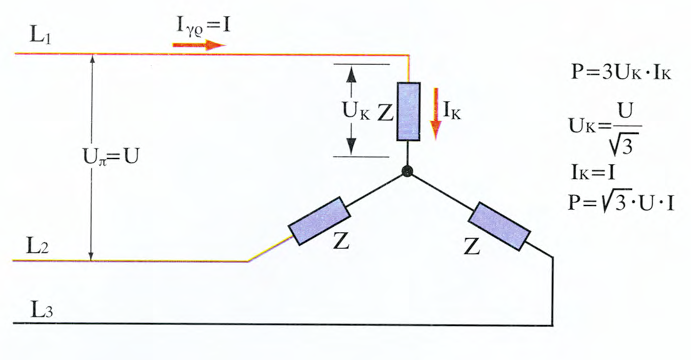 L1
Iγρ=I
UK
Z
IK
Uπ=U
L2
Z
Z
L3
P=3UK·IK
UK=U/√3
IK=I
P=√3·U·I